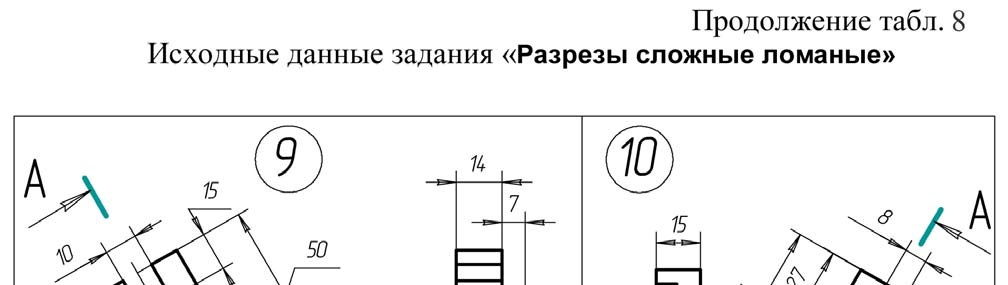 Продолжение табл. 8
Исходные данные задания «Разрезы сложные ломаные»
9
10
14
А
15
7
А
8
15
10
50
27